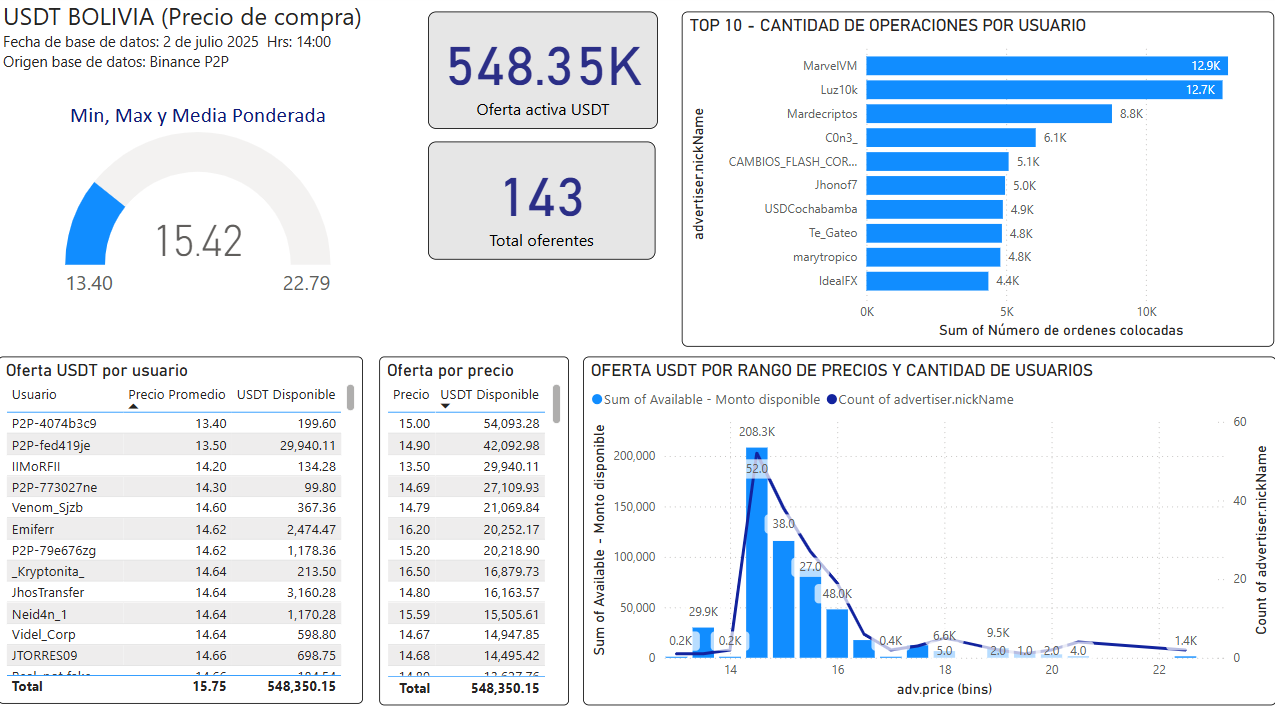 USDT BOLIVIA (Precio de compra)
Fecha de base de datos: 2 de julio 2025 Hrs: 14:00
Origen base de datos: Binance P2P
Min, Max y Media Ponderada
15.42
13.40
22.79
548.35K
Oferta activa USDT
143
Total oferentes
TOP 10 - CANTIDAD DE OPERACIONES POR USUARIO
advertiser.nickName
MarvelVM 12.9K
Luz10k 12.7K
Mardecriptos 8.8K
C0n3_ 6.1K
CAMBIOS_FLASH_COR... 5.1K
Jhonof7 5.0K
USDCochabamba 4.9K
Te_Gateo 4.8K
marytropico 4.8K
IdealFX 4.4K
0K 5K 10K
Sum of Número de ordenes colocadas
Oferta USDT por usuario
Usuario Precio Promedio USDT Disponible
P2P-4074b3c9 13.40 199.60
P2P-fed419je 13.50 29,940.11
IIMoRFII 14.20 134.28
P2P-773027ne 14.30 99.80
Venom_Sjzb 14.60 367.36
Emiferr 14.62 2,474.47
P2P-79e676zg 14.62 1,178.36
_Kryptonita_ 14.64 213.50
JhosTransfer 14.64 3,160.28
Neid4n_1 14.64 1,170.28
Videl_Corp 14.64 598.80
JTORRES09 14.66 698.75
Total 15.75 548,350.15
Oferta por precio
Precio USDT Disponible
15.00 54,093.28
14.90 42,092.98
13.50 29,940.11
14.69 27,109.93
14.79 21,069.84
16.20 20,252.17
15.20 20,218.90
16.50 16,879.73
14.80 16,163.57
15.59 15,505.61
14.67 14,947.85
14.68 14,495.42
Total 548,350.15
OFERTA USDT POR RANGO DE PRECIOS Y CANTIDAD DE USUARIOS
Sum of Available - Monto disponible Count of advertiser.nickName
Sum of Available - Monto disponible
200,000
150,000
100,000
50,000
0
0.2K
29.9K
0.2K
208.3K
52.0
38.0
27.0
48.0K
0.4K
6.6K
5.0
9.5K
2.0
1.0
2.0
4.0
1.4K
60
40
20
0
Count of advertiser.nickName
14 16 18 20 22
adv.price (bins)